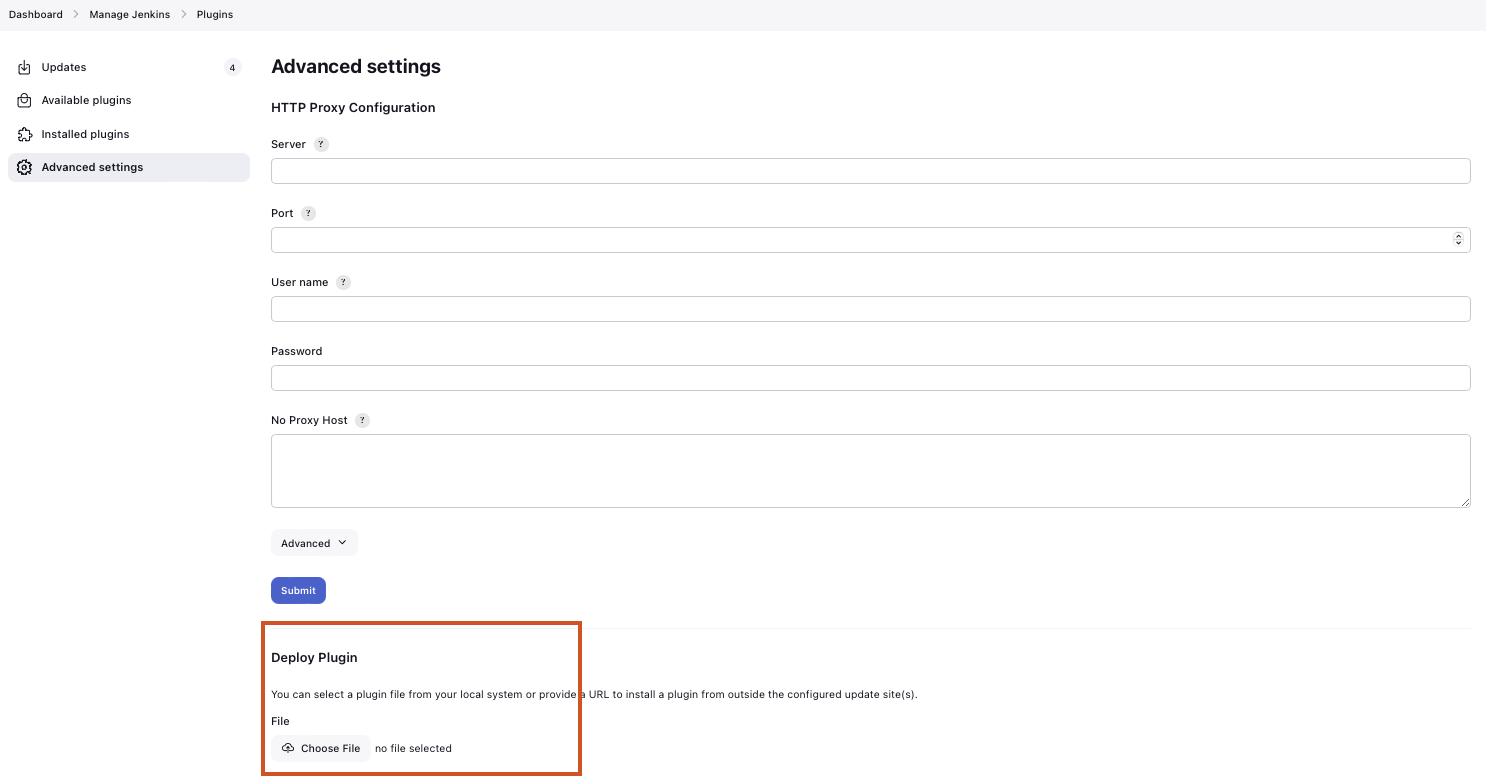 Dashboard > Manage Jenkins > Plugins
Updates 4
Available plugins
Installed plugins
Advanced settings
Advanced settings
HTTP Proxy Configuration
Server ?
Port ?
User name ?
Password
No Proxy Host ?
Advanced
Submit
Deploy Plugin
You can select a plugin file from your local system or provide a URL to install a plugin from outside the configured update site(s).
File
Choose File no file selected